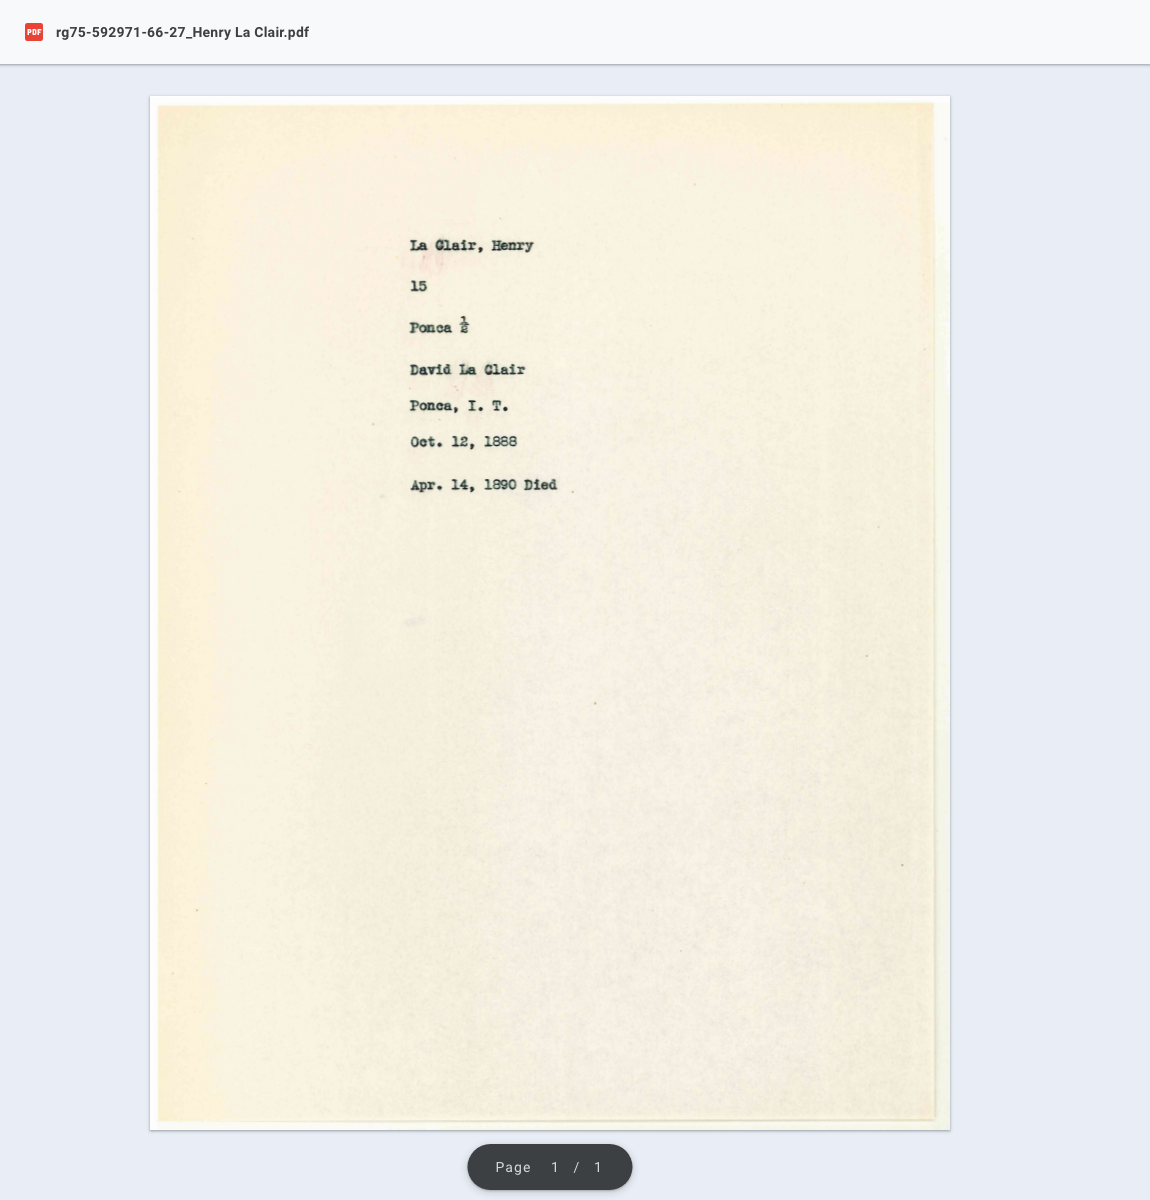 PDF
rg75-592971-66-27_Henry La Clair.pdf
La Clair, Henry
15
Ponca ½
David La Clair
Ponca, I. T.
Oct. 12, 1888
Apr. 14, 1890 Died
Page 1 / 1